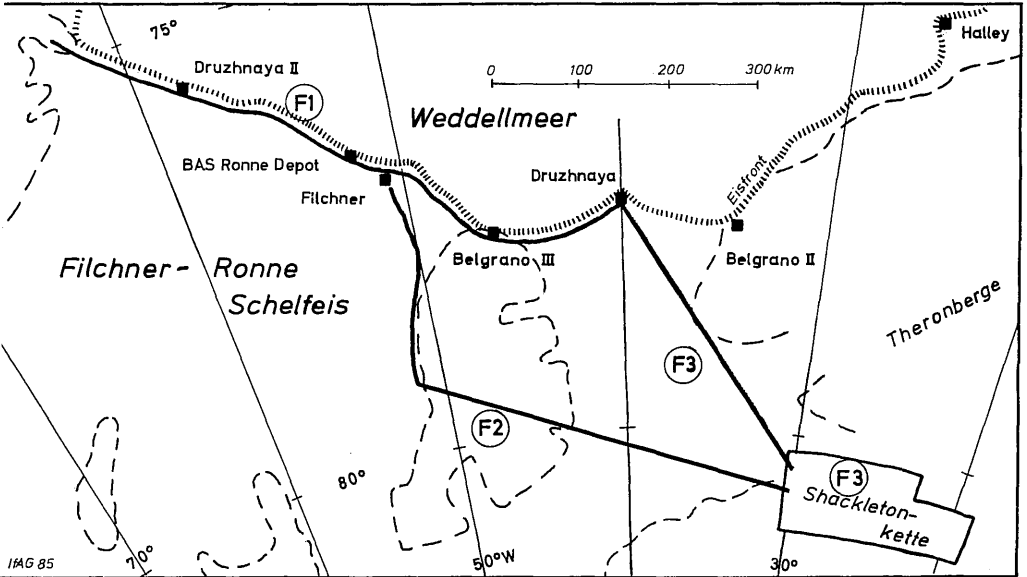 Halley
75°
Druzhnaya II
0 100 200 300 km
F1
Weddellmeer
BAS Ronne Depot
Druzhnaya
Eisfront
Filchner
Belgrano III
Belgrano II
Filchner - Ronne
Schelfeis
Theronberge
F3
F2
80°
F3
Shackleton-
kette
IfAG 85
70°
50°W
30°